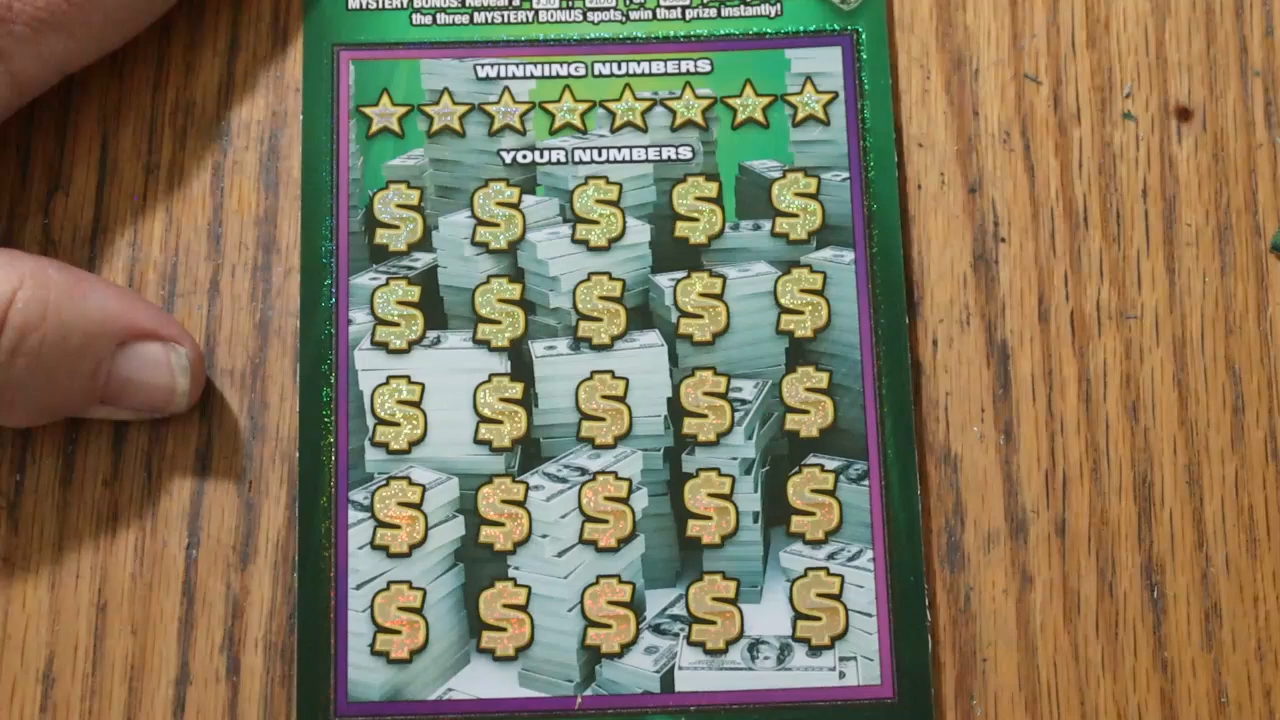 MYSTERY BONUS: Reveal a
the three MYSTERY BONUS spots, win that prize instantly!
WINNING NUMBERS
YOUR NUMBERS
$ $ $ $ $
$ $ $ $ $
$ $ $ $ $
$ $ $ $ $
$ $ $ $ $